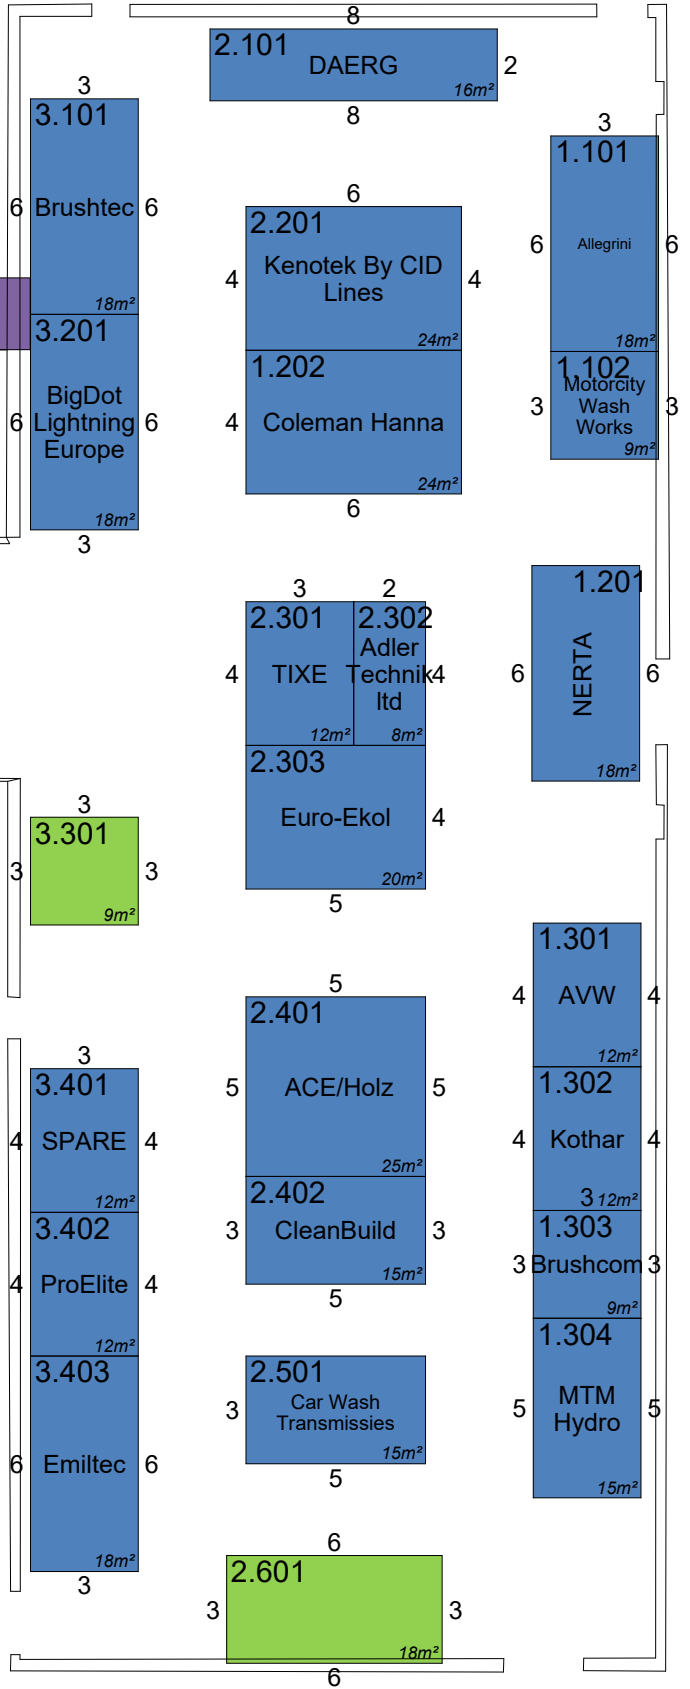 8
2.101
DAERG
2
16m²
8
3
3.101
6
Brushtec
6
18m²
3.201
BigDot
Lightning
Europe
6
6
18m²
3
6
2.201
Kenotek By CID
Lines
4
4
24m²
1.202
4
Coleman Hanna
24m²
6
3
1.101
6
Allegrini
6
18m²
1.102
Motorcity
Wash
Works
3
3
9m²
3
2
2.301
4
TIXE
12m²
2.302
Adler
Technik
ltd
4
8m²
2.303
Euro-Ekol
4
20m²
5
1.201
6
NERTA
6
18m²
3
3.301
3
3
9m²
5
2.401
5
ACE/Holz
5
25m²
2.402
3
CleanBuild
3
15m²
5
1.301
4
AVW
4
12m²
1.302
4
Kothar
4
3
12m²
1.303
3
Brushcom
3
9m²
1.304
MTM
Hydro
5
5
15m²
3
3.401
4
SPARE
4
12m²
3.402
4
ProElite
4
12m²
3.403
6
Emiltec
6
18m²
3
2.501
3
Car Wash
Transmissies
15m²
5
6
2.601
3
3
18m²
6